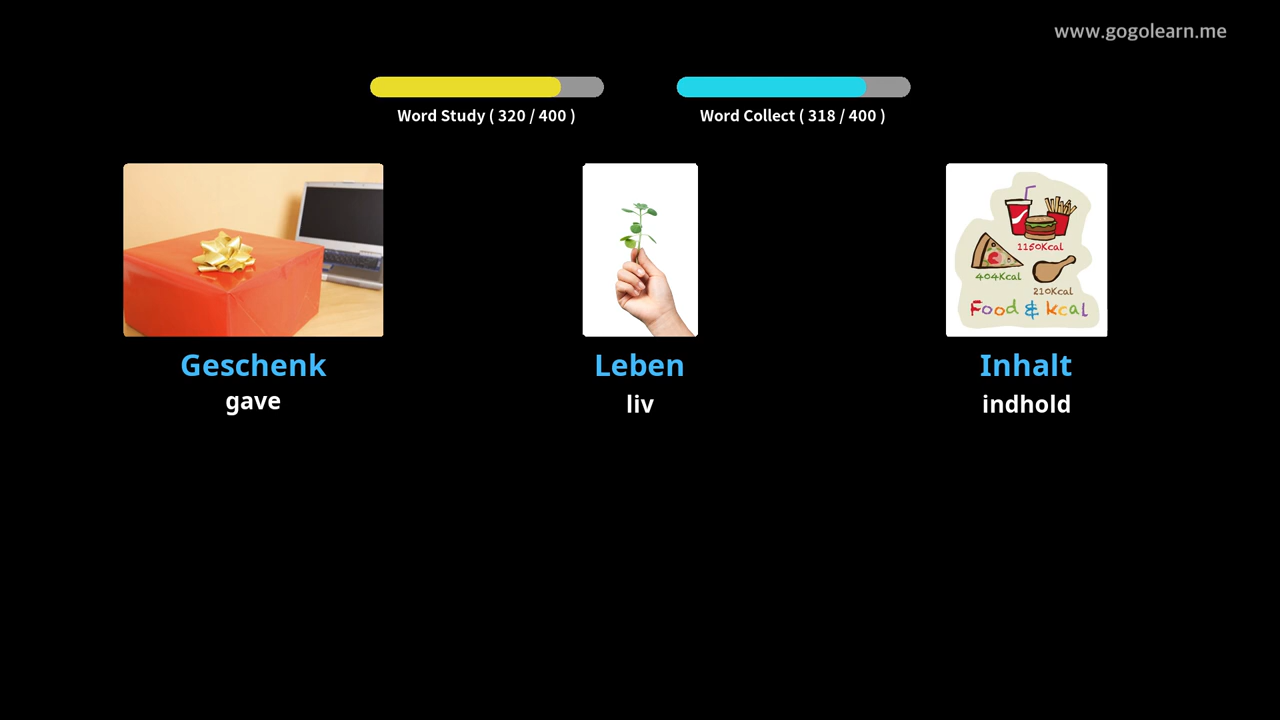 www.gogolearn.me
Word Study ( 320 / 400 )
Word Collect ( 318 / 400 )
1150Kcal
404Kcal
210Kcal
Food & kcal
Geschenk
gave
Leben
liv
Inhalt
indhold